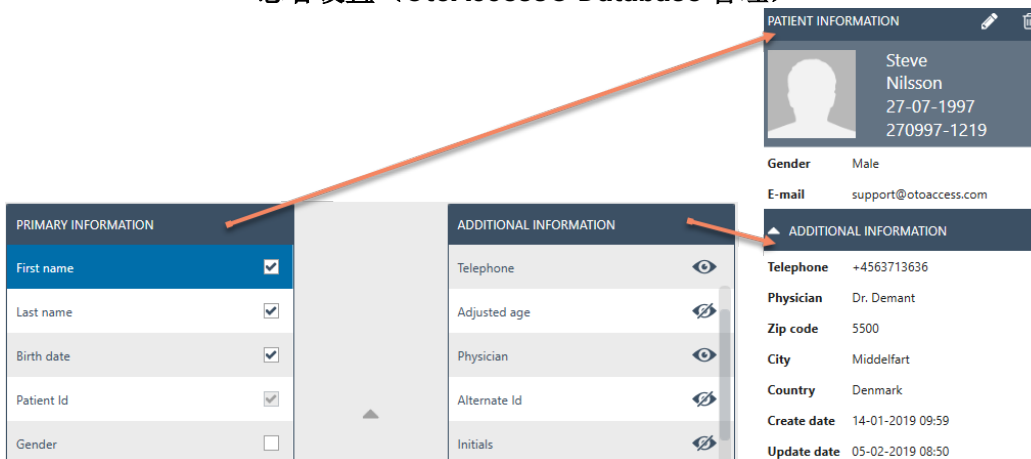 PATIENT INFORMATION
Steve
Nilsson
27-07-1997
270997-1219
Gender Male
E-mail support@otoaccess.com
ADDITIONAL INFORMATION
Telephone +4563713636
Physician Dr. Demant
Zip code 5500
City Middelfart
Country Denmark
Create date 14-01-2019 09:59
Update date 05-02-2019 08:50
PRIMARY INFORMATION
First name
Last name
Birth date
Patient Id
Gender
ADDITIONAL INFORMATION
Telephone
Adjusted age
Physician
Alternate Id
Initials